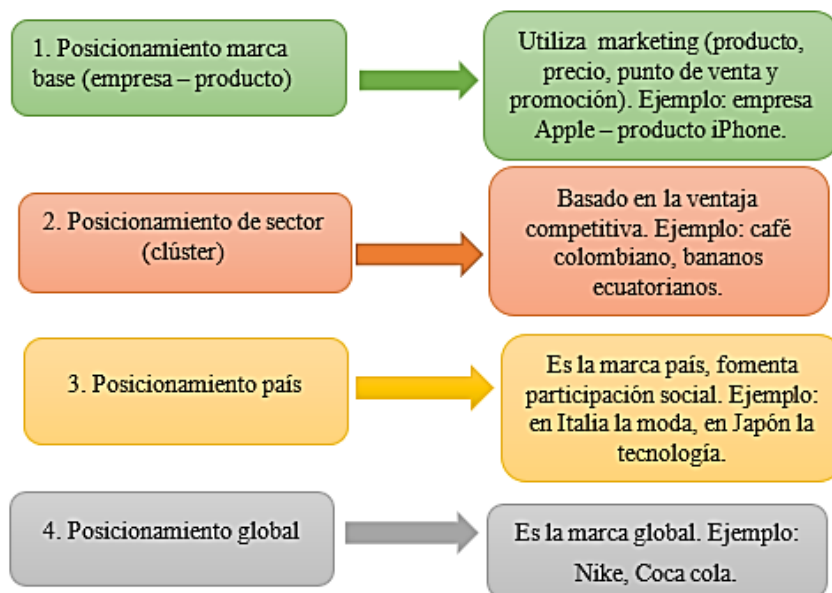 1. Posicionamiento marca
base (empresa – producto)
Utiliza marketing (producto,
precio, punto de venta y
promoción). Ejemplo: empresa
Apple – producto iPhone.
2. Posicionamiento de sector
(clúster)
Basado en la ventaja
competitiva. Ejemplo: café
colombiano, bananos
ecuatorianos.
3. Posicionamiento país
Es la marca país, fomenta
participación social. Ejemplo:
en Italia la moda, en Japón la
tecnología.
4. Posicionamiento global
Es la marca global. Ejemplo:
Nike, Coca cola.